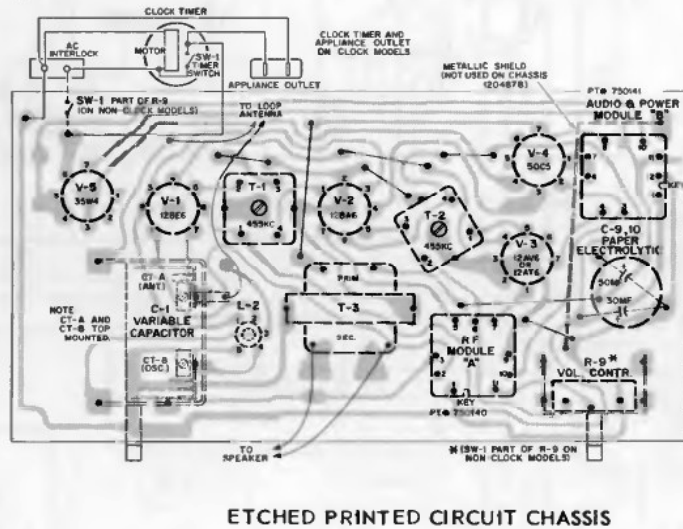 CLOCK TIMER
CLOCK TIMER AND
APPLIANCE OUTLET
ON CLOCK MODELS
AC
INTERLOCK
MOTOR
SW-1
TIMER
SWITCH
APPLIANCE OUTLET
METALLIC SHIELD
(NOT USED ON CHASSIS
(204878)
PT# 750141
AUDIO & POWER
MODULE "B"
SW-1 PART OF R-9
(ON NON-CLOCK MODELS)
TO LOOP
ANTENNA
V-5
35W4
V-1
12BE6
T-1
455KC
V-2
12BA6
T-2
455KC
V-4
50C5
V-3
12AV6
OR
12AT6
KEY
C-9,10
PAPER
ELECTROLYTIC
50MF
30MF
NOTE
CT-A AND
CT-B TOP
MOUNTED.
CT-A
(ANT.)
C-1
VARIABLE
CAPACITOR
CT-B
(OSC.)
L-2
PRIM.
T-3
SEC.
RF
MODULE
"A"
KEY
PT# 750140
R-9*
VOL. CONTR.
TO
SPEAKER
*(SW-1 PART OF R-9 ON
NON-CLOCK MODELS)
ETCHED PRINTED CIRCUIT CHASSIS